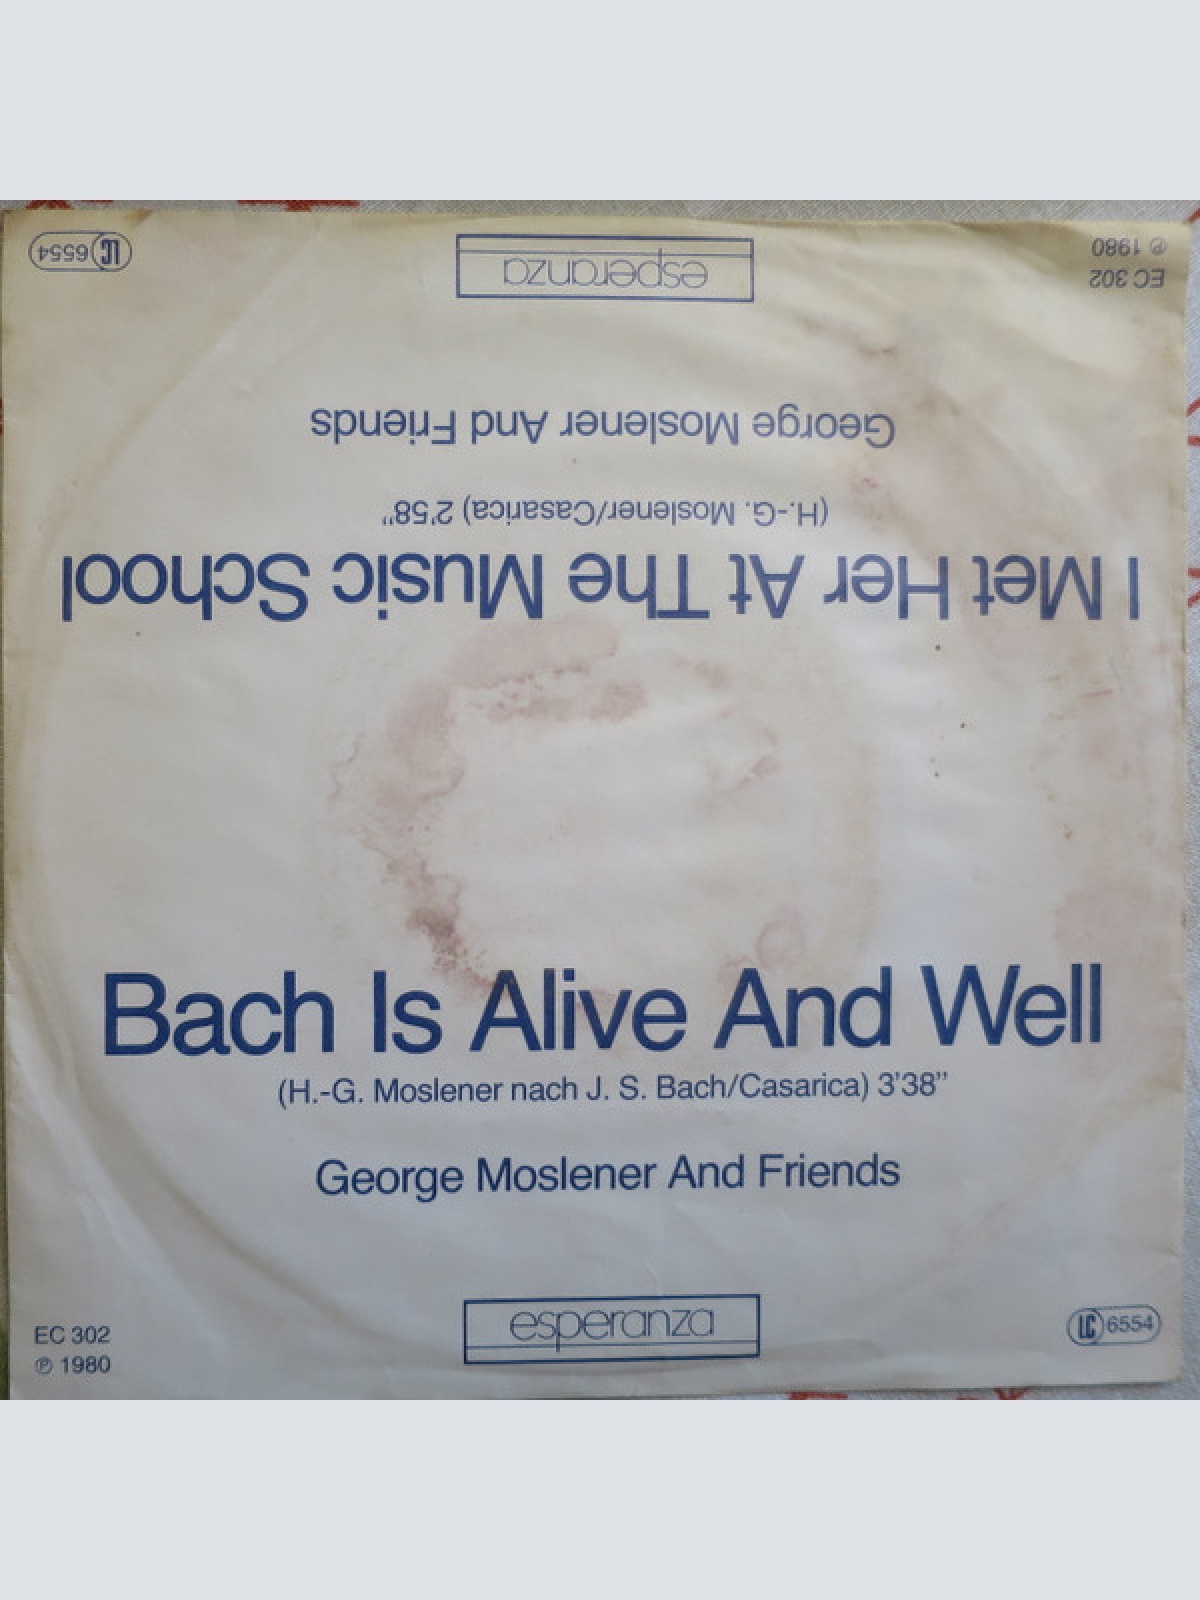 Bach Is Alive And Well
(H.-G. Moslener nach J. S. Bach/Casarica) 3'38"
George Moslener And Friends
EC 302
℗ 1980
esperanza
LC 6554
I Met Her At The Music School
(H.-G. Moslener/Casarica) 2'58"
George Moslener And Friends
EC 302
℗ 1980
esperanza
LC 6554